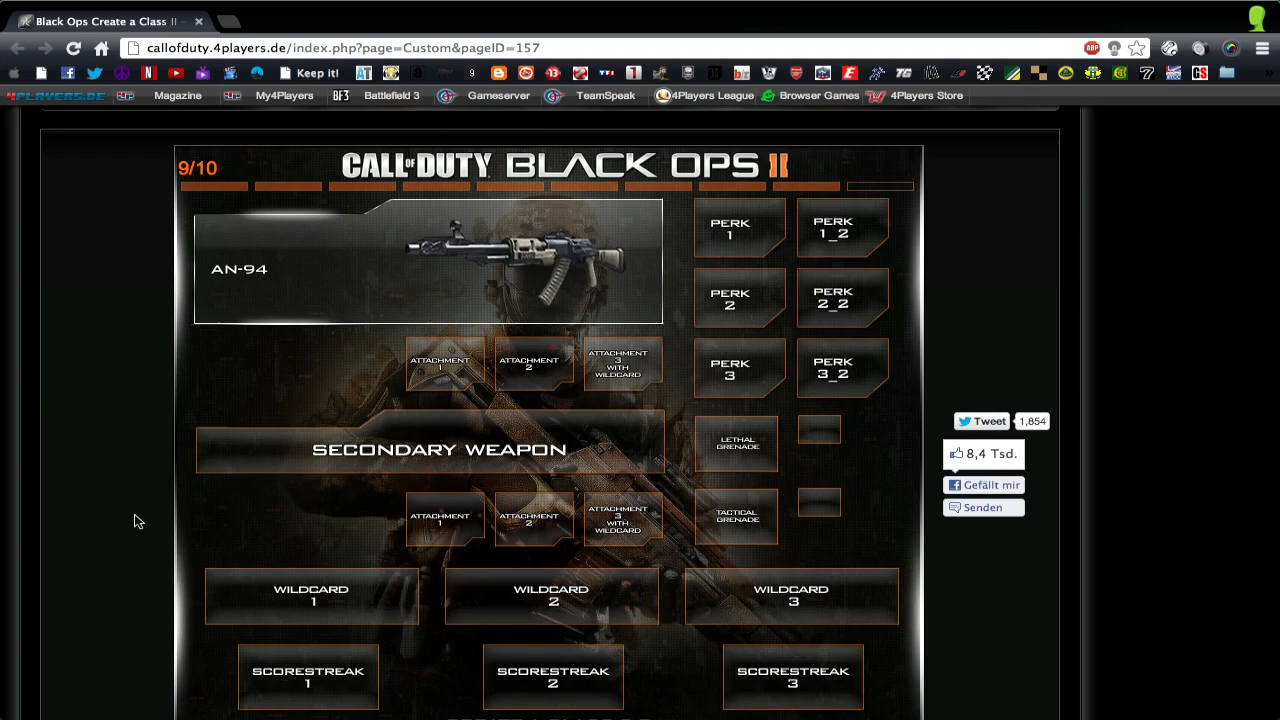 Black Ops Create a Class II –
callofduty.4players.de/index.php?page=Custom&pageID=157
ABP
Keep it!
4PLAYERS.DE Magazine My4Players BF3 Battlefield 3 Gameserver TeamSpeak 4Players League Browser Games 4Players Store
9/10
CALL OF DUTY BLACK OPS II
AN-94
PERK
1
PERK
1_2
PERK
2
PERK
2_2
PERK
3
PERK
3_2
ATTACHMENT
1
ATTACHMENT
2
ATTACHMENT
3
WITH
WILDCARD
SECONDARY WEAPON
LETHAL
GRENADE
ATTACHMENT
1
ATTACHMENT
2
ATTACHMENT
3
WITH
WILDCARD
TACTICAL
GRENADE
WILDCARD
1
WILDCARD
2
WILDCARD
3
SCORESTREAK
1
SCORESTREAK
2
SCORESTREAK
3
Tweet 1,854
8,4 Tsd.
Gefällt mir
Senden